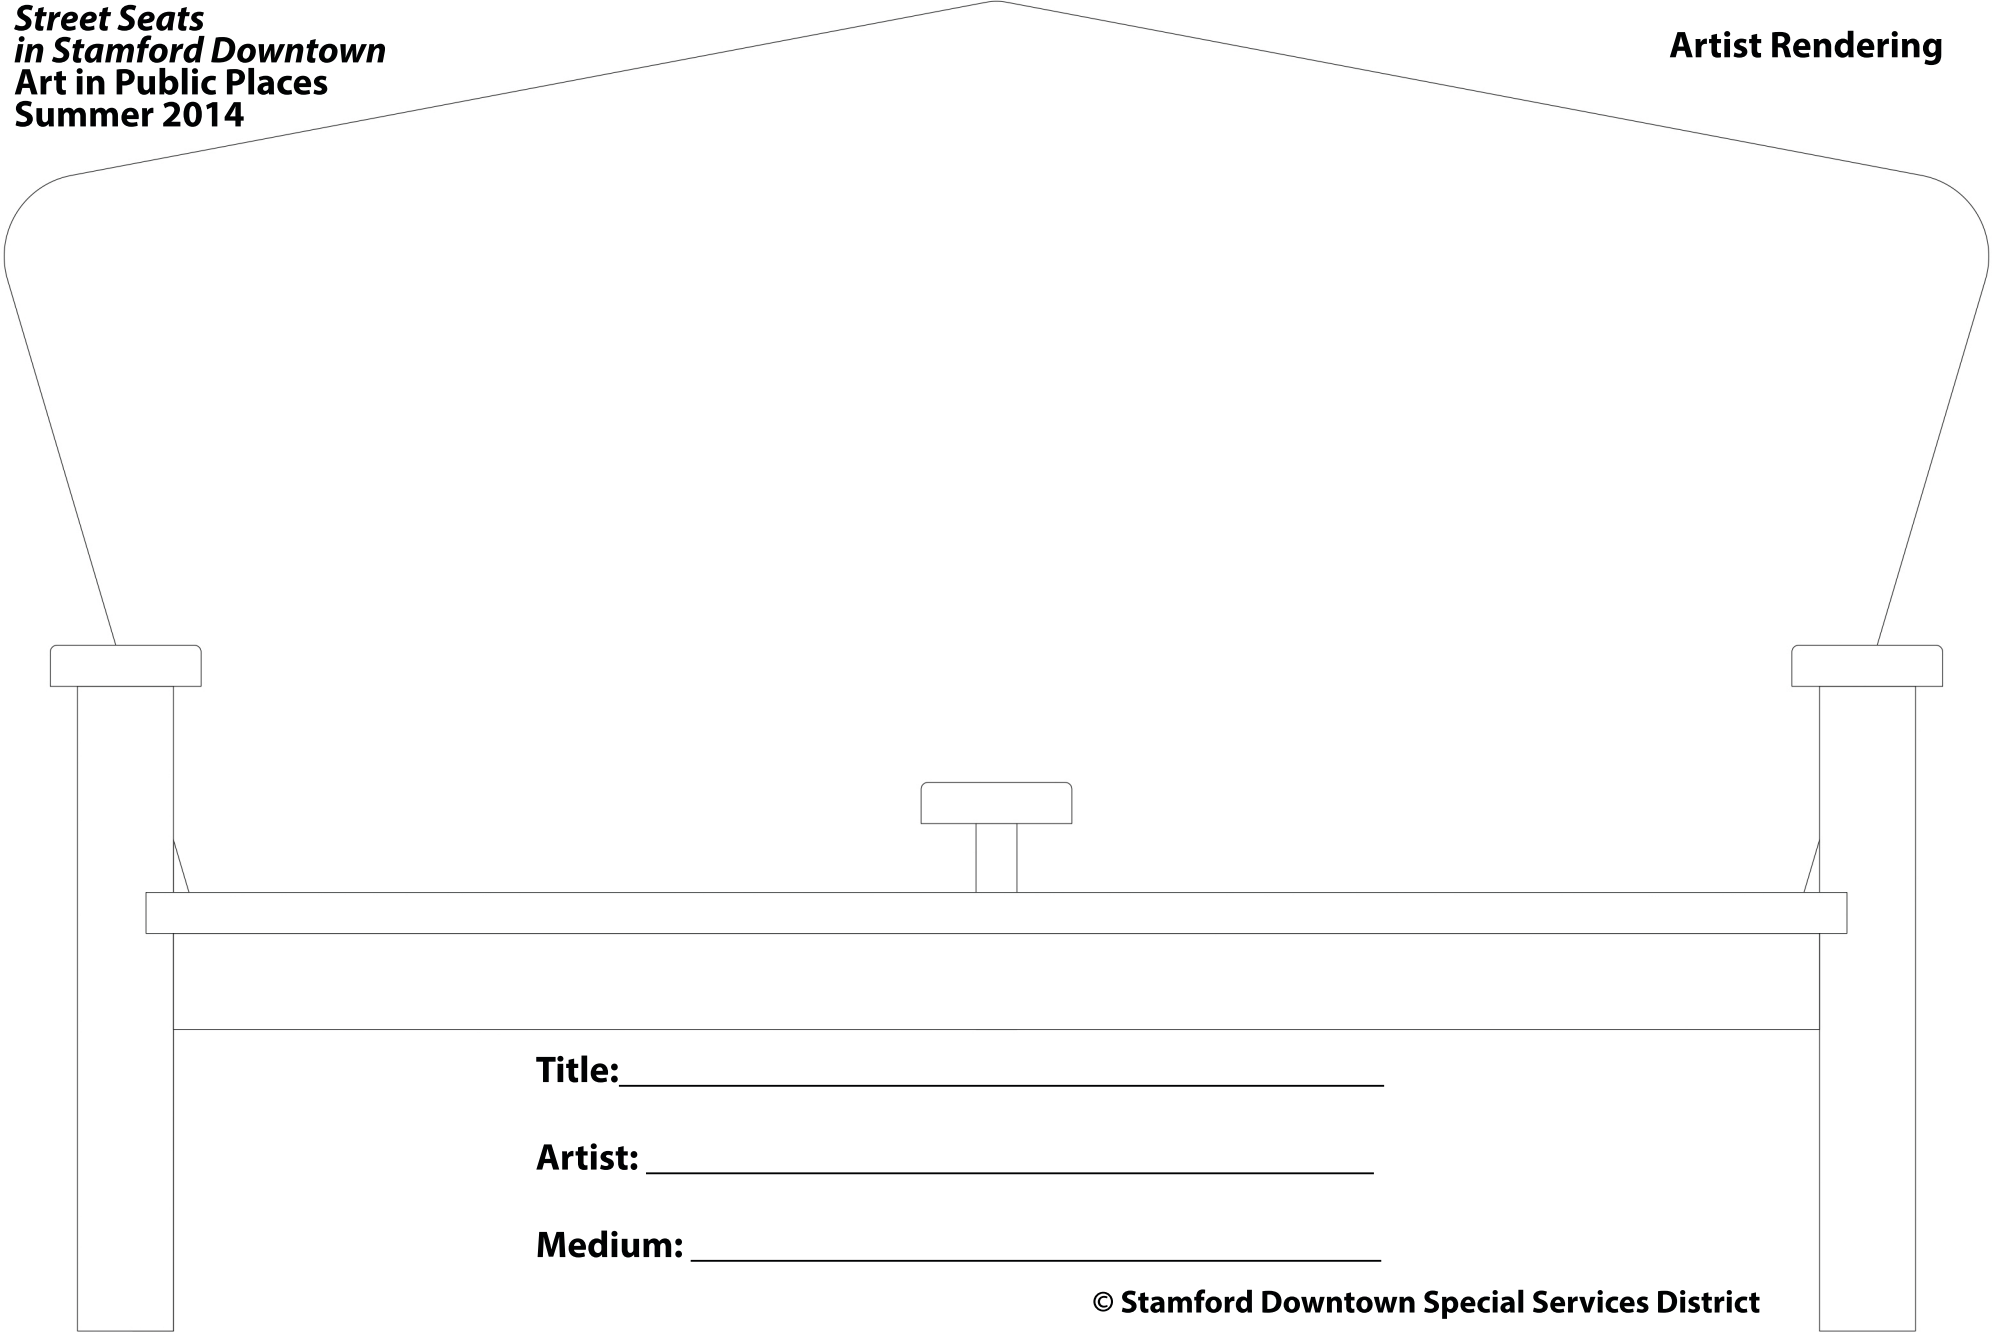 Street Seats
in Stamford Downtown
Art in Public Places
Summer 2014
Artist Rendering
Title:
Artist:
Medium:
© Stamford Downtown Special Services District